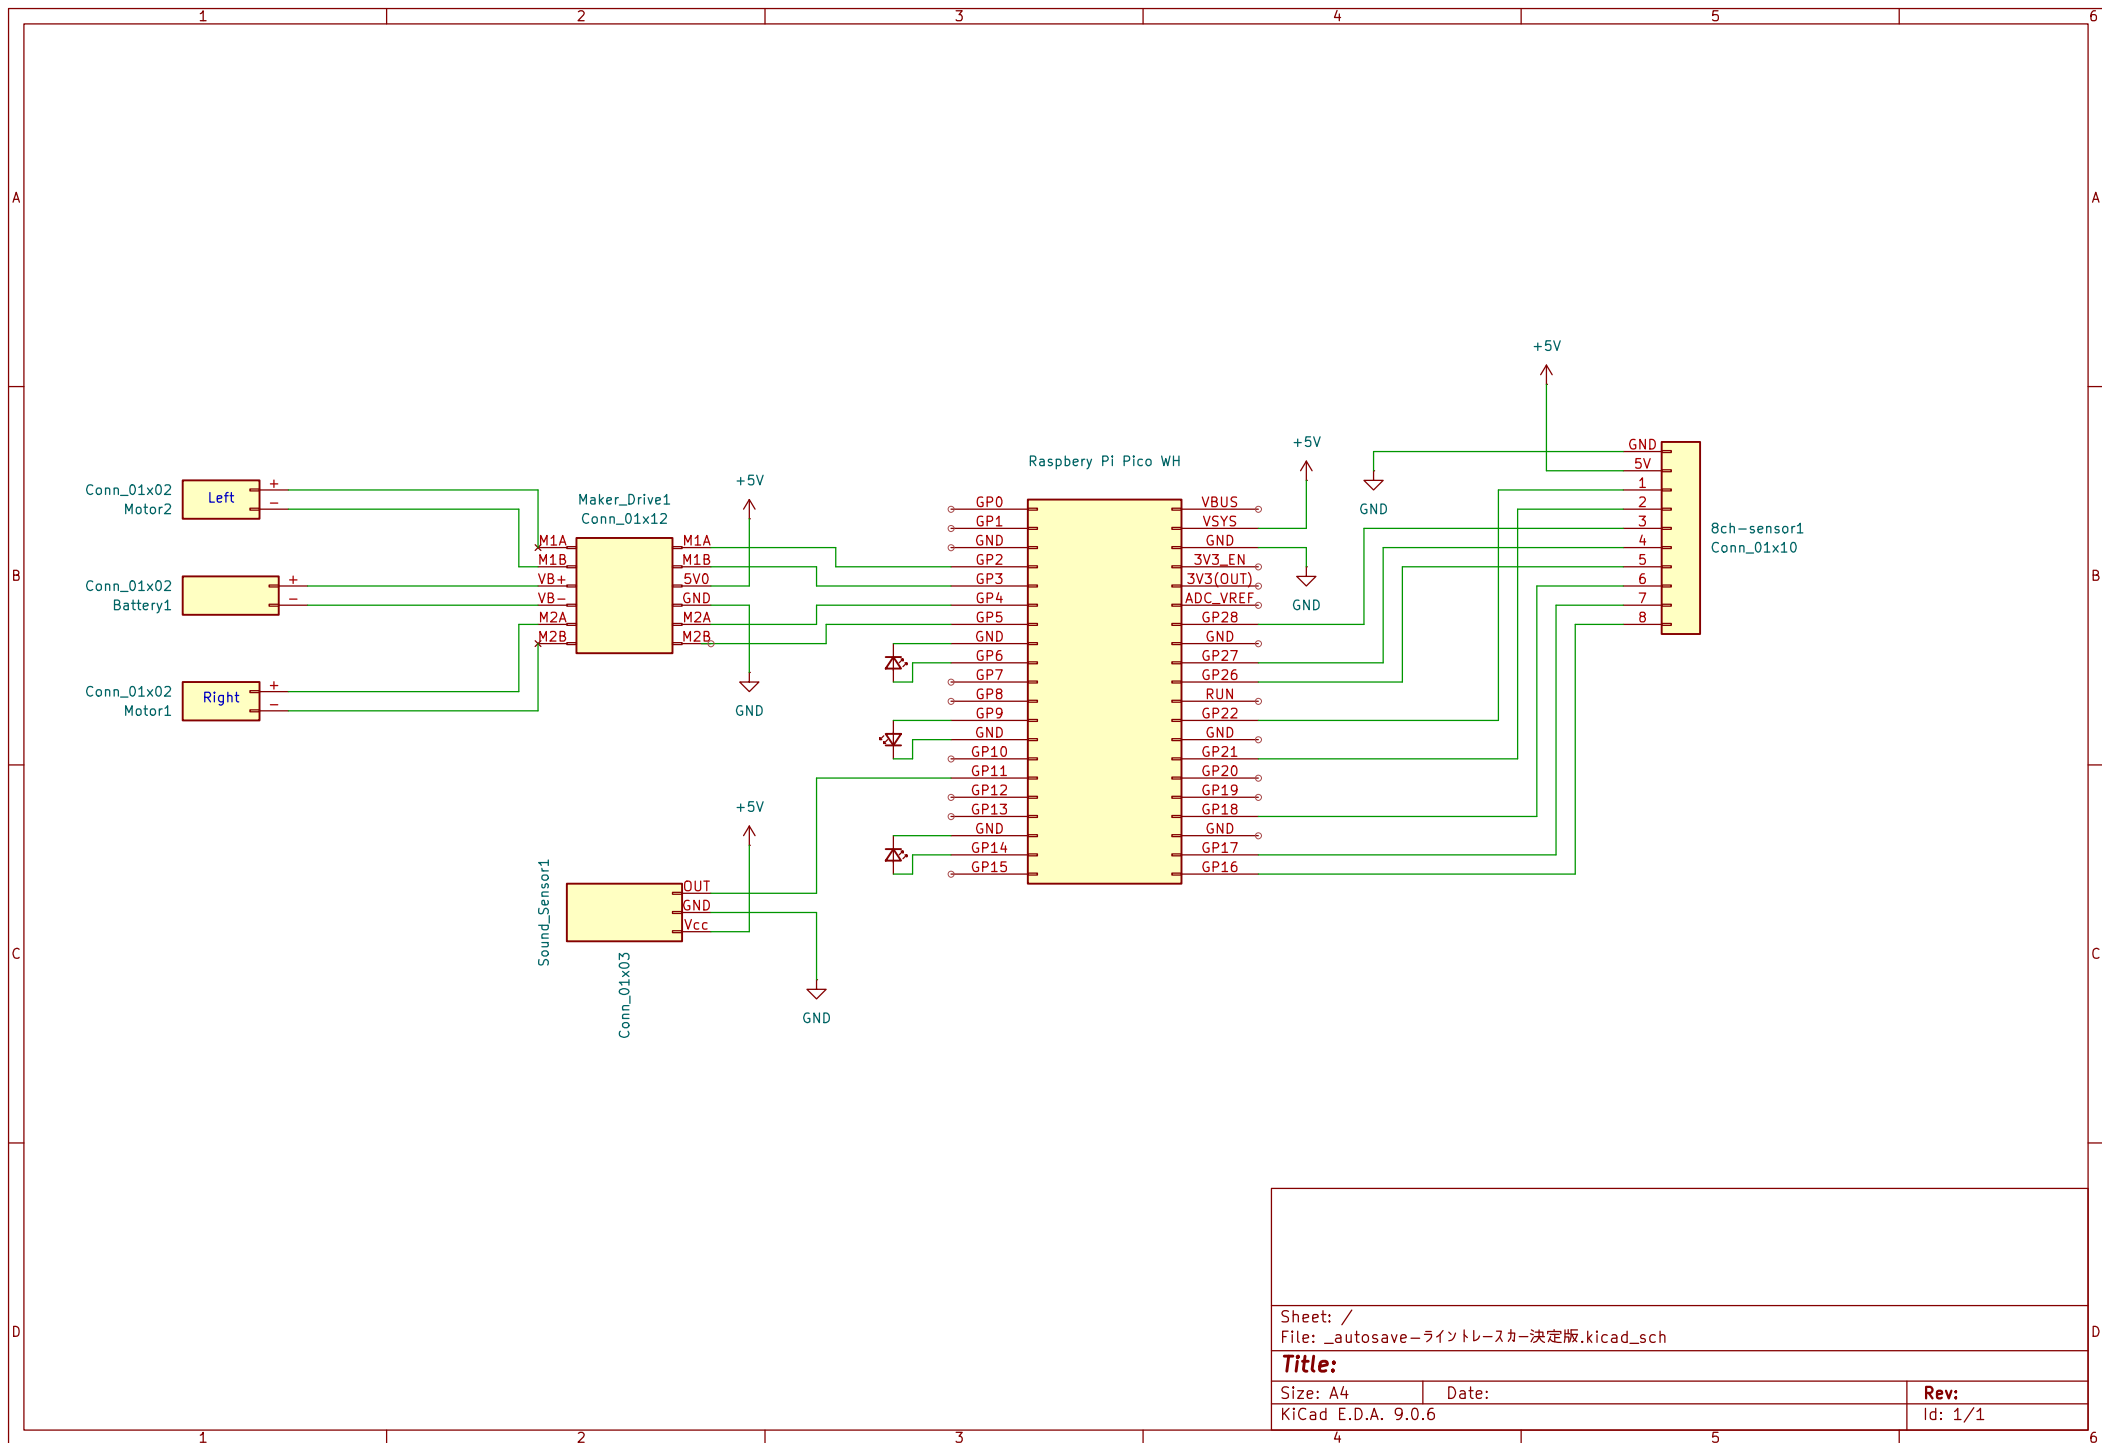 1 2 3 4 5 6
A A
B B
C C
D D
Conn_01x02
Motor2
Left
+
−
Conn_01x02
Battery1
+
−
Conn_01x02
Motor1
Right
+
−
Maker_Drive1
Conn_01x12
M1A M1A
M1B M1B
VB+ 5V0
VB− GND
M2A M2A
M2B M2B
+5V
GND
Sound_Sensor1
Conn_01x03
OUT
GND
Vcc
+5V
GND
Raspbery Pi Pico WH
GP0 VBUS
GP1 VSYS
GND GND
GP2 3V3_EN
GP3 3V3(OUT)
GP4 ADC_VREF
GP5 GP28
GND GND
GP6 GP27
GP7 GP26
GP8 RUN
GP9 GP22
GND GND
GP10 GP21
GP11 GP20
GP12 GP19
GP13 GP18
GND GND
GP14 GP17
GP15 GP16
+5V
GND
GND
+5V
GND
5V
1
2
3
4
5
6
7
8
8ch-sensor1
Conn_01x10
Sheet: /
File: _autosave-ライントレースカー決定版.kicad_sch
Title:
Size: A4 Date: Rev:
KiCad E.D.A. 9.0.6 Id: 1/1
1 2 3 4 5 6